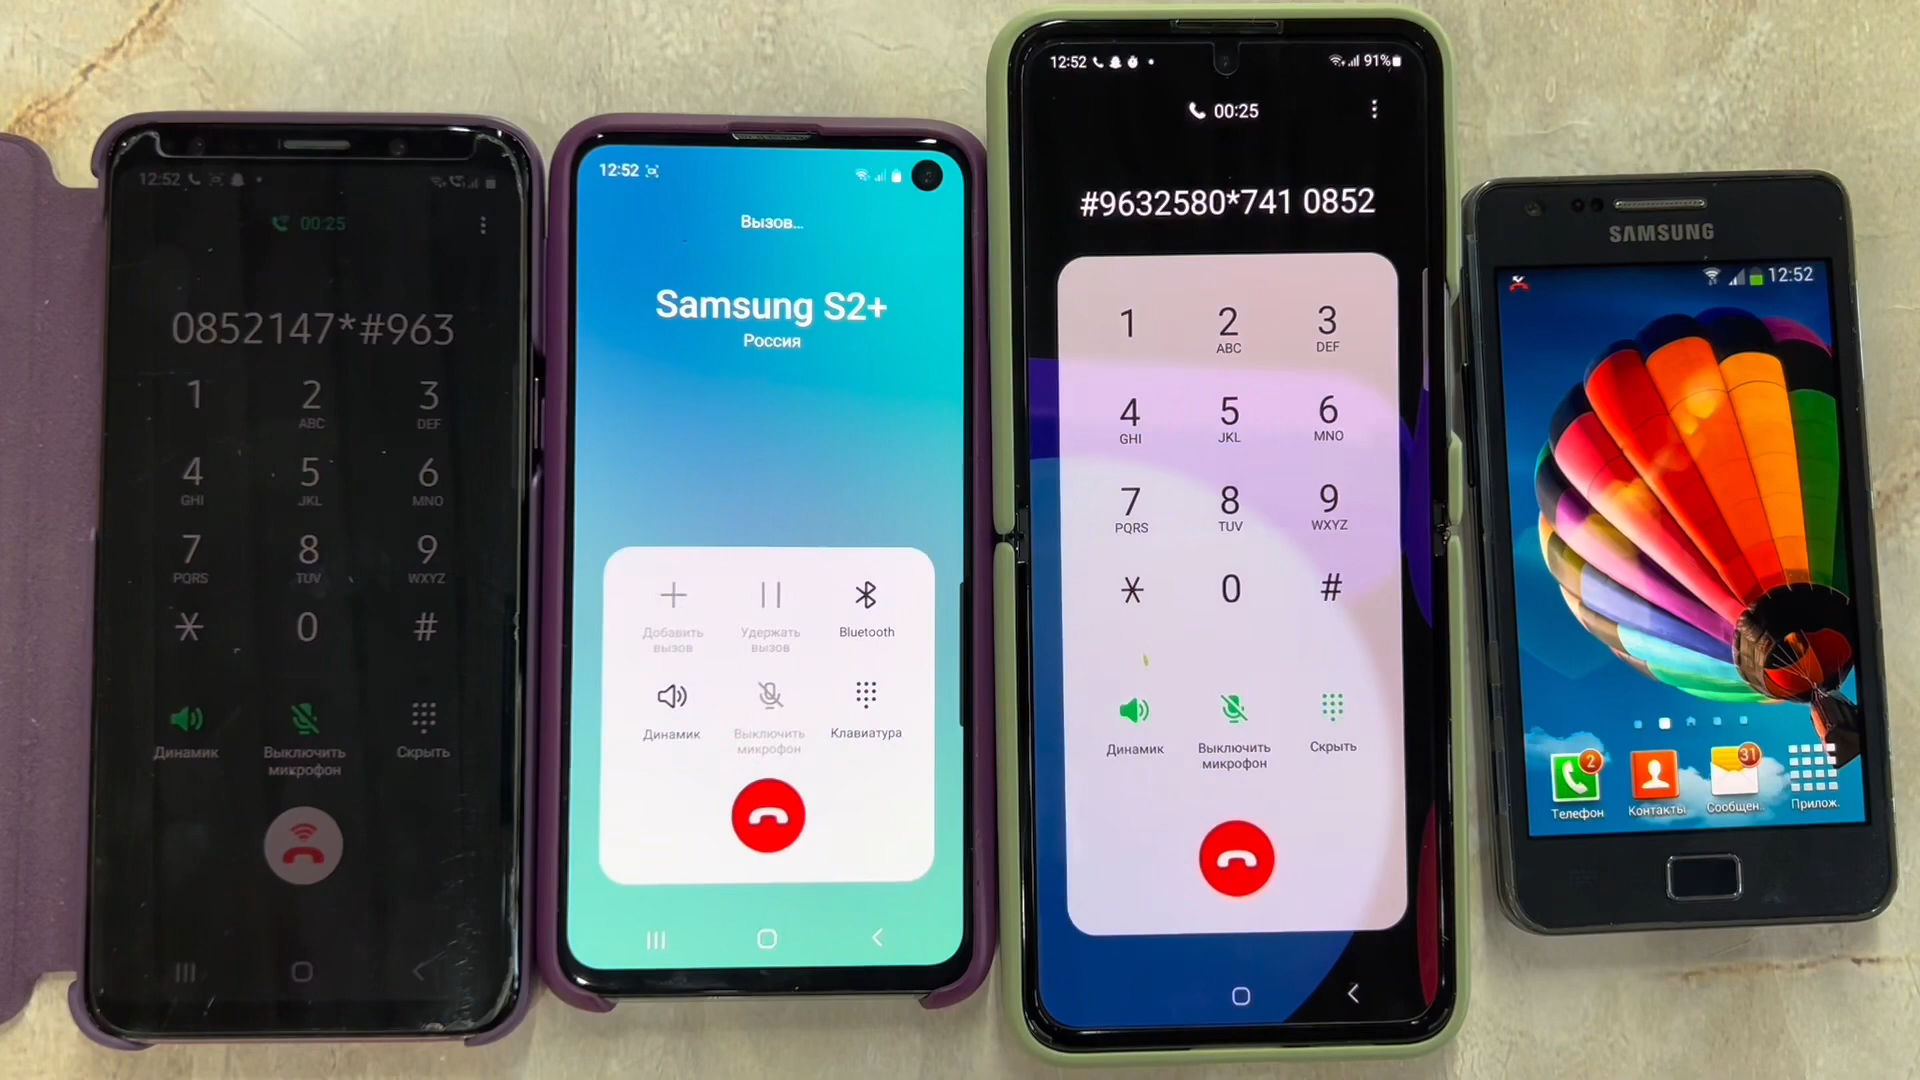 12:52
00:25
0852147*#963
1 2 3
ABC DEF
4 5 6
GHI JKL MNO
7 8 9
PQRS TUV WXYZ
* 0 #
Динамик Выключить микрофон Скрыть
12:52
Вызов...
Samsung S2+
Россия
Добавить вызов Удержать вызов Bluetooth
Динамик Выключить микрофон Клавиатура
12:52 91%
00:25
#9632580*741 0852
1 2 3
ABC DEF
4 5 6
GHI JKL MNO
7 8 9
PQRS TUV WXYZ
* 0 #
Динамик Выключить микрофон Скрыть
SAMSUNG
12:52
2 31
Телефон Контакты Сообщен.. Прилож.